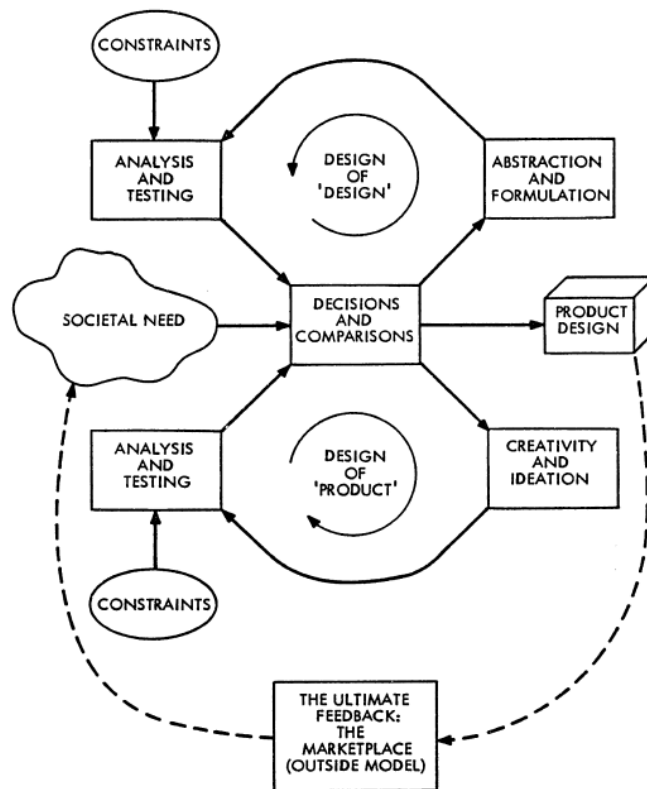 CONSTRAINTS
ANALYSIS
AND
TESTING
DESIGN
OF
'DESIGN'
ABSTRACTION
AND
FORMULATION
SOCIETAL NEED
DECISIONS
AND
COMPARISONS
PRODUCT
DESIGN
ANALYSIS
AND
TESTING
DESIGN
OF
'PRODUCT'
CREATIVITY
AND
IDEATION
CONSTRAINTS
THE ULTIMATE
FEEDBACK:
THE
MARKETPLACE
(OUTSIDE MODEL)